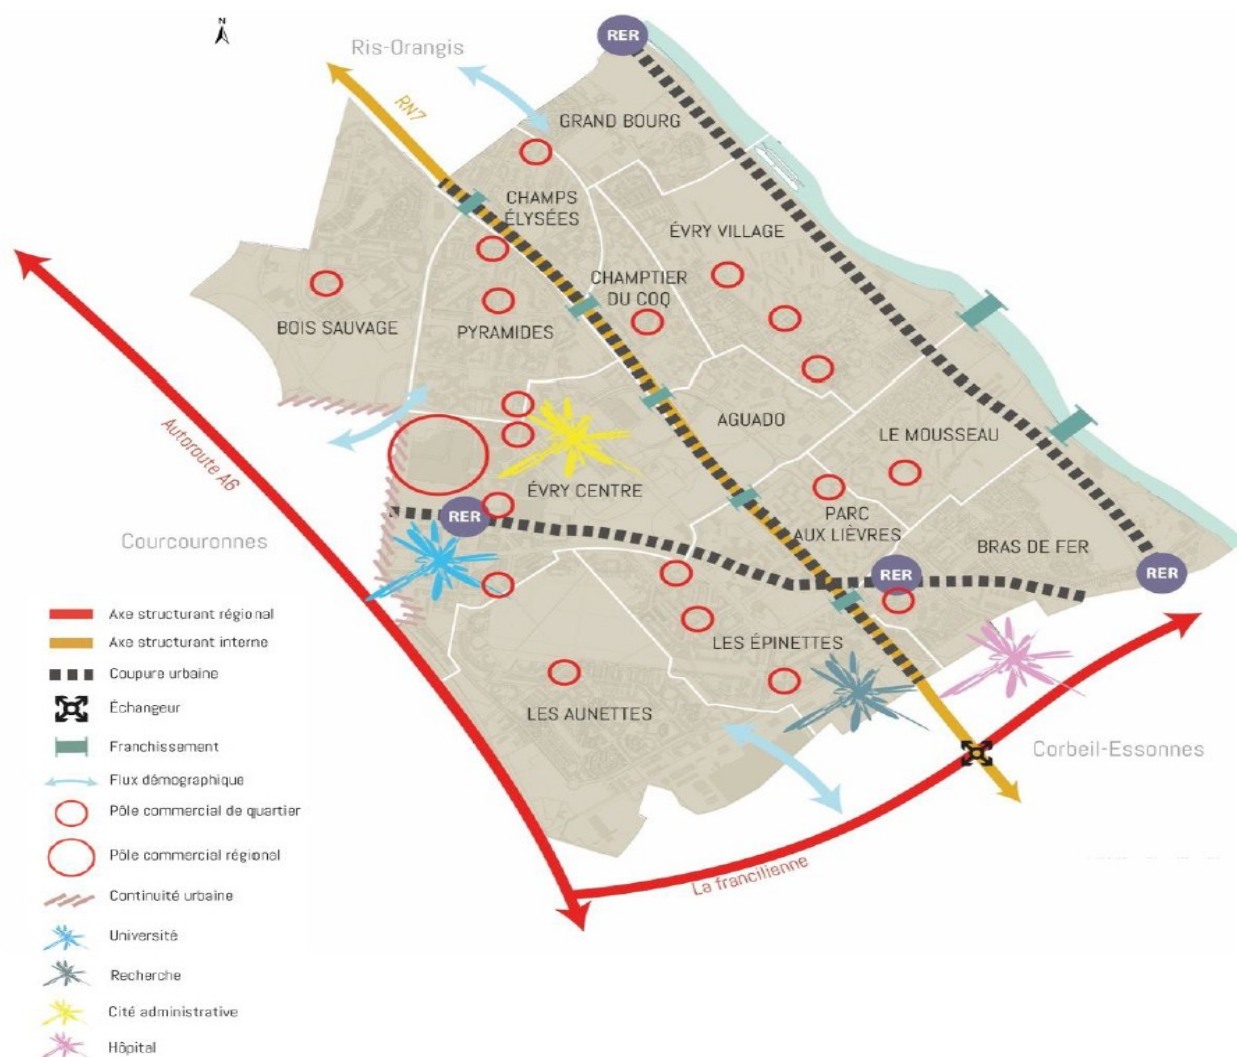 N
RER
Ris-Orangis
RN7
GRAND BOURG
CHAMPS
ÉLYSÉES
ÉVRY VILLAGE
CHAMPTIER
DU COQ
BOIS SAUVAGE
PYRAMIDES
AGUADO
LE MOUSSEAU
Autoroute A6
ÉVRY CENTRE
RER
PARC
AUX LIÈVRES
BRAS DE FER
Courcouronnes
RER
RER
LES ÉPINETTES
LES AUNETTES
Corbeil-Essonnes
La francilienne
Axe structurant régional
Axe structurant interne
Coupure urbaine
Échangeur
Franchissement
Flux démographique
Pôle commercial de quartier
Pôle commercial régional
Continuité urbaine
Université
Recherche
Cité administrative
Hôpital